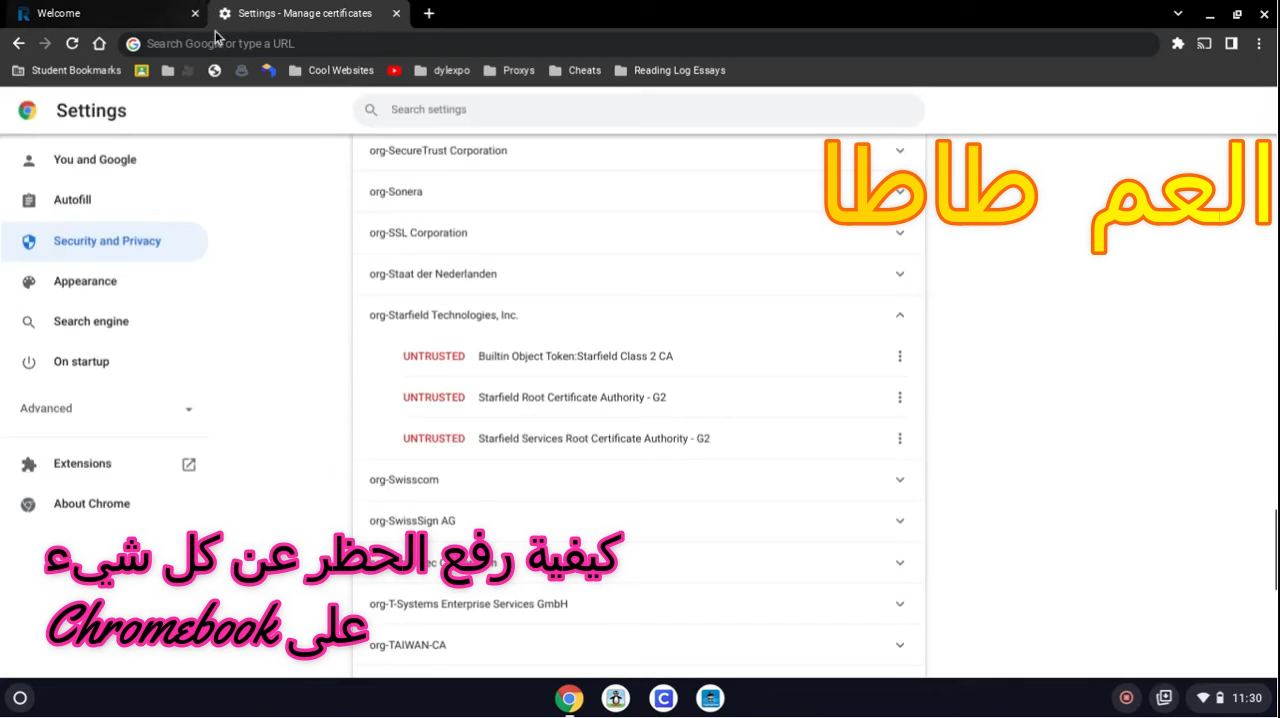 Welcome
Settings - Manage certificates
Search Google or type a URL
Student Bookmarks
Cool Websites
dylexpo
Proxys
Cheats
Reading Log Essays
Settings
Search settings
You and Google
Autofill
Security and Privacy
Appearance
Search engine
On startup
Advanced
Extensions
About Chrome
org-SecureTrust Corporation
org-Sonera
org-SSL Corporation
org-Staat der Nederlanden
org-Starfield Technologies, Inc.
UNTRUSTED Builtin Object Token:Starfield Class 2 CA
UNTRUSTED Starfield Root Certificate Authority - G2
UNTRUSTED Starfield Services Root Certificate Authority - G2
org-Swisscom
org-SwissSign AG
org-T-Systems Enterprise Services GmbH
org-TAIWAN-CA
العم طاطا
كيفية رفع الحظر عن كل شيء
على Chromebook
11:30